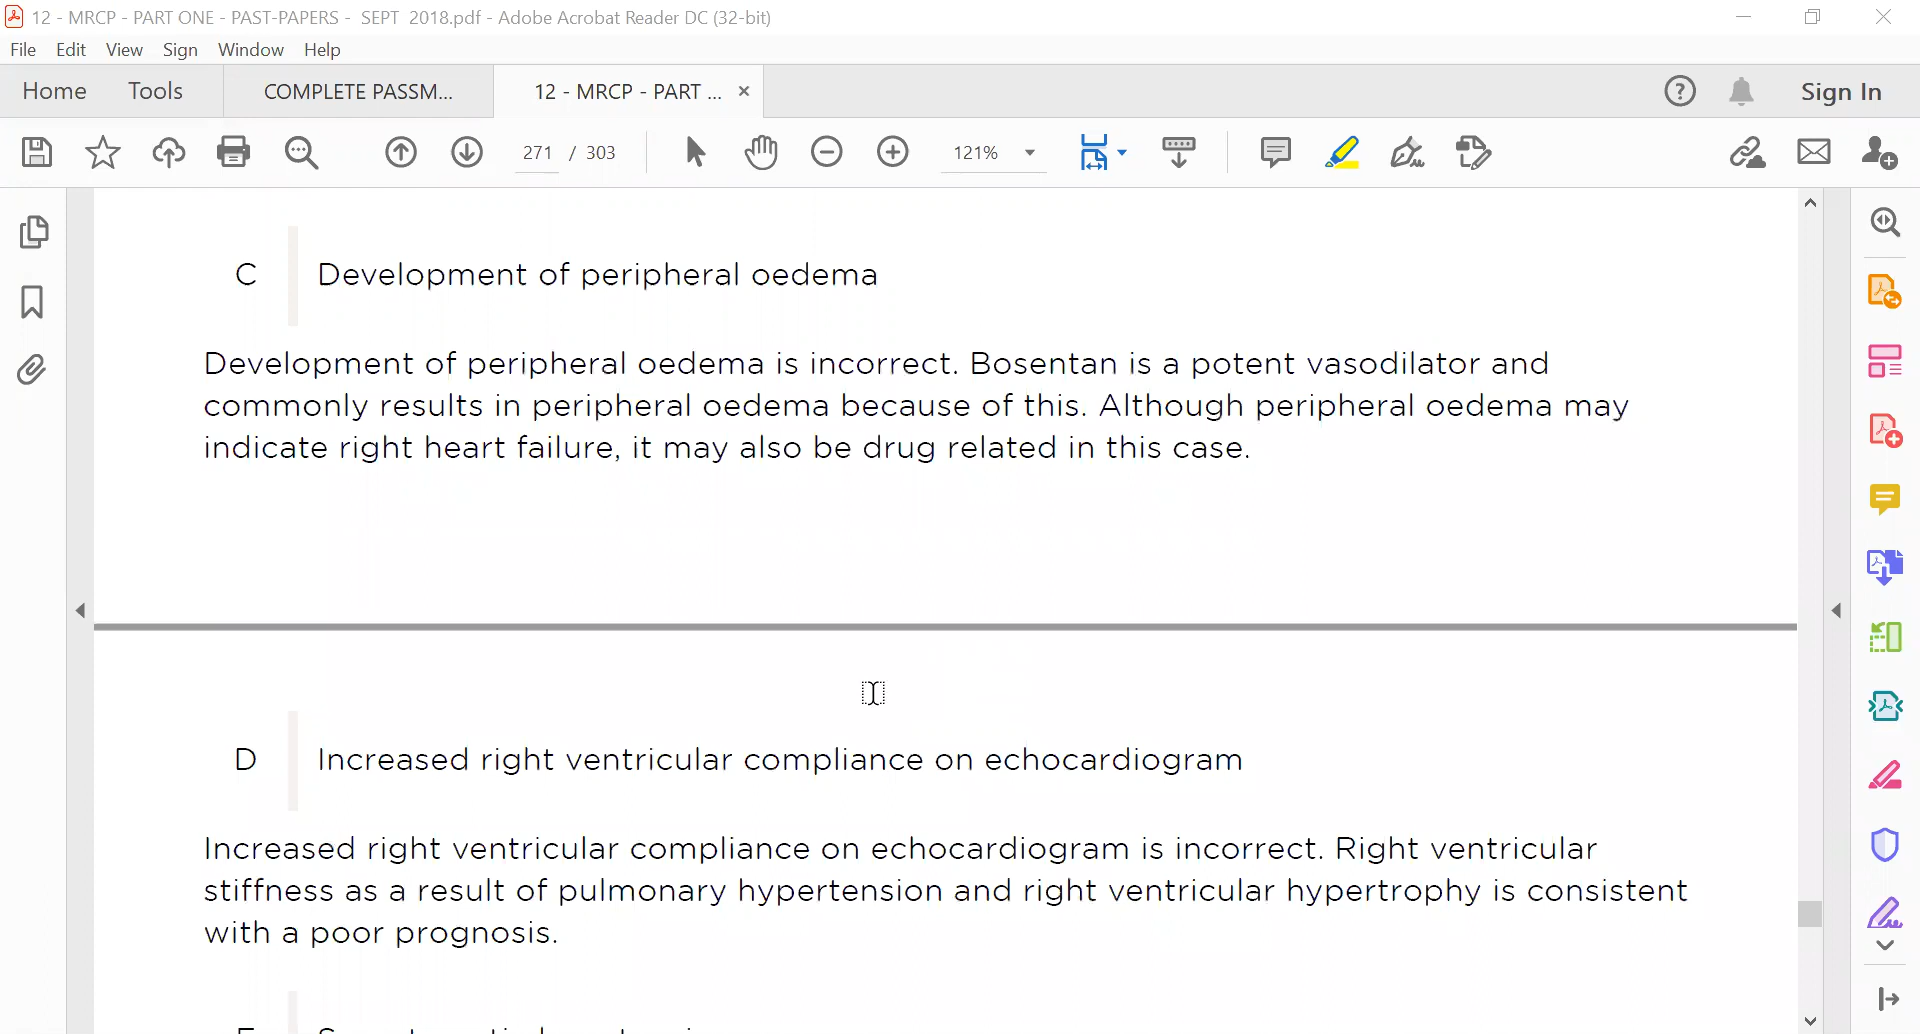 12 - MRCP - PART ONE - PAST-PAPERS - SEPT 2018.pdf - Adobe Acrobat Reader DC (32-bit)
File Edit View Sign Window Help
Home Tools COMPLETE PASSM... 12 - MRCP - PART ... × Sign In
271 / 303 121%
C Development of peripheral oedema
Development of peripheral oedema is incorrect. Bosentan is a potent vasodilator and
commonly results in peripheral oedema because of this. Although peripheral oedema may
indicate right heart failure, it may also be drug related in this case.
D Increased right ventricular compliance on echocardiogram
Increased right ventricular compliance on echocardiogram is incorrect. Right ventricular
stiffness as a result of pulmonary hypertension and right ventricular hypertrophy is consistent
with a poor prognosis.